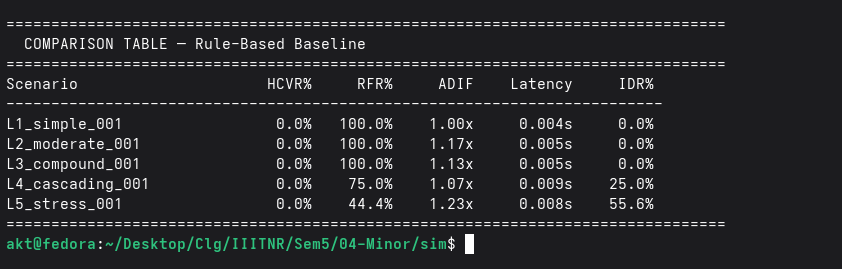 ================================================================================
COMPARISON TABLE — Rule-Based Baseline
================================================================================
Scenario HCVR% RFR% ADIF Latency IDR%
-------------------------------------------------------------------------
L1_simple_001 0.0% 100.0% 1.00x 0.004s 0.0%
L2_moderate_001 0.0% 100.0% 1.17x 0.005s 0.0%
L3_compound_001 0.0% 100.0% 1.13x 0.005s 0.0%
L4_cascading_001 0.0% 75.0% 1.07x 0.009s 25.0%
L5_stress_001 0.0% 44.4% 1.23x 0.008s 55.6%
================================================================================
akt@fedora:~/Desktop/Clg/IIITNR/Sem5/04-Minor/sim$